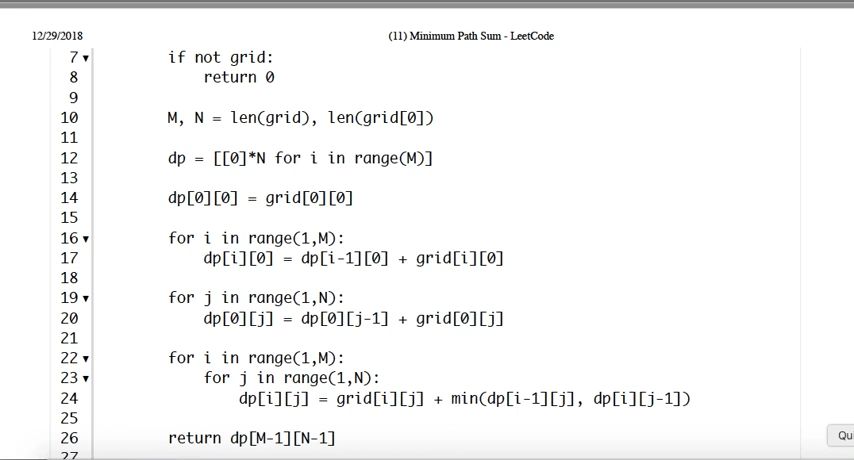 12/29/2018 (11) Minimum Path Sum - LeetCode
7 if not grid:
8 return 0
9
10 M, N = len(grid), len(grid[0])
11
12 dp = [[0]*N for i in range(M)]
13
14 dp[0][0] = grid[0][0]
15
16 for i in range(1,M):
17 dp[i][0] = dp[i-1][0] + grid[i][0]
18
19 for j in range(1,N):
20 dp[0][j] = dp[0][j-1] + grid[0][j]
21
22 for i in range(1,M):
23 for j in range(1,N):
24 dp[i][j] = grid[i][j] + min(dp[i-1][j], dp[i][j-1])
25
26 return dp[M-1][N-1]
27